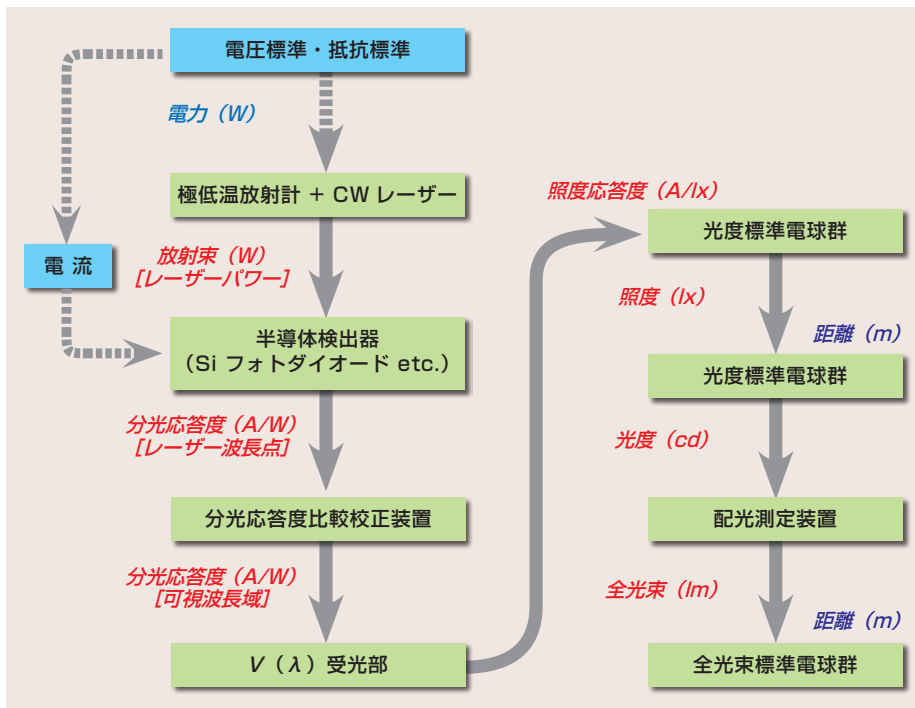 電圧標準・抵抗標準
電力（W）
極低温放射計 + CW レーザー
放射束（W）
［レーザーパワー］
電 流
半導体検出器
（Si フォトダイオード etc.）
分光応答度（A/W）
［レーザー波長点］
分光応答度比較校正装置
分光応答度（A/W）
［可視波長域］
V（λ）受光部
照度応答度（A/lx）
光度標準電球群
照度（lx）
距離（m）
光度標準電球群
光度（cd）
配光測定装置
全光束（lm）
距離（m）
全光束標準電球群